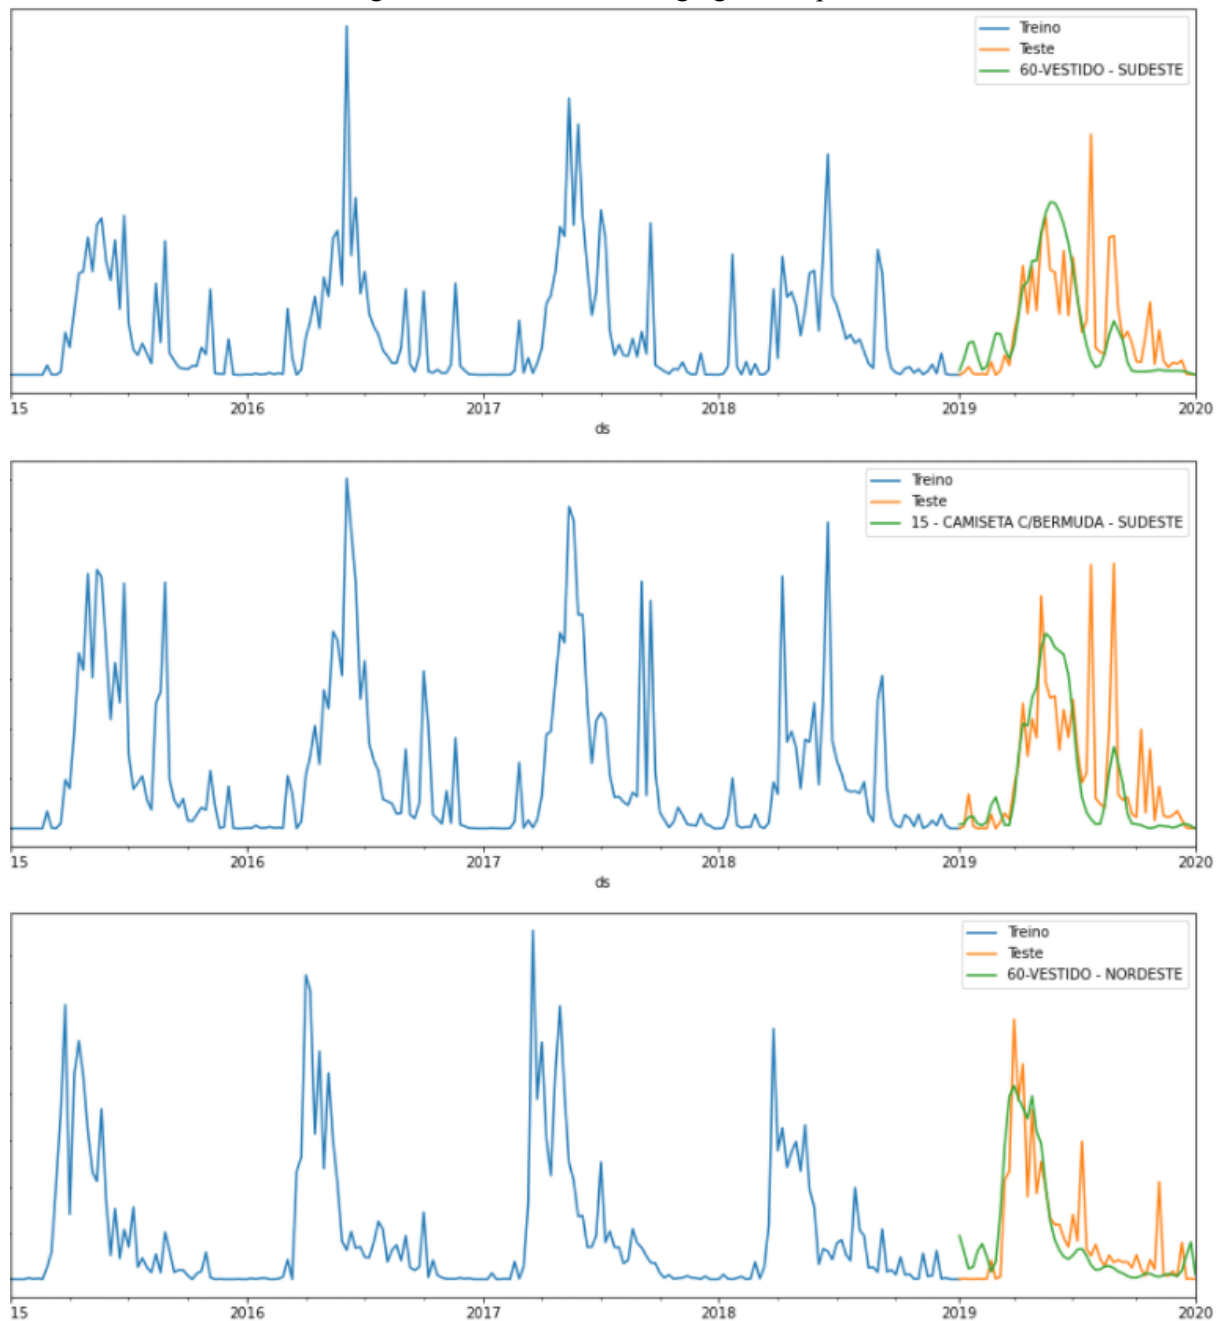 Treino
Teste
60-VESTIDO - SUDESTE
15 2016 2017 2018 2019 2020
ds
Treino
Teste
15 - CAMISETA C/BERMUDA - SUDESTE
15 2016 2017 2018 2019 2020
ds
Treino
Teste
60-VESTIDO - NORDESTE
15 2016 2017 2018 2019 2020